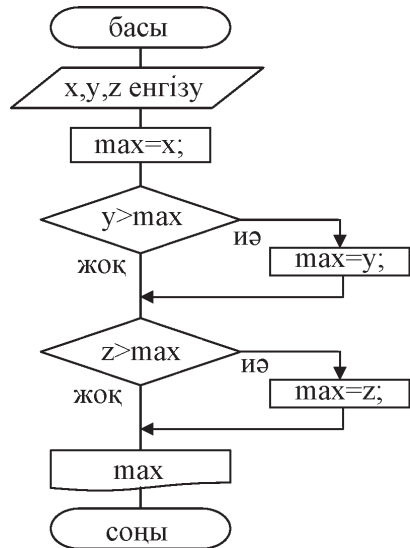 басы
x,y,z енгізу
max=x;
y>max
иә
max=y;
жоқ
z>max
иә
max=z;
жоқ
max
соңы